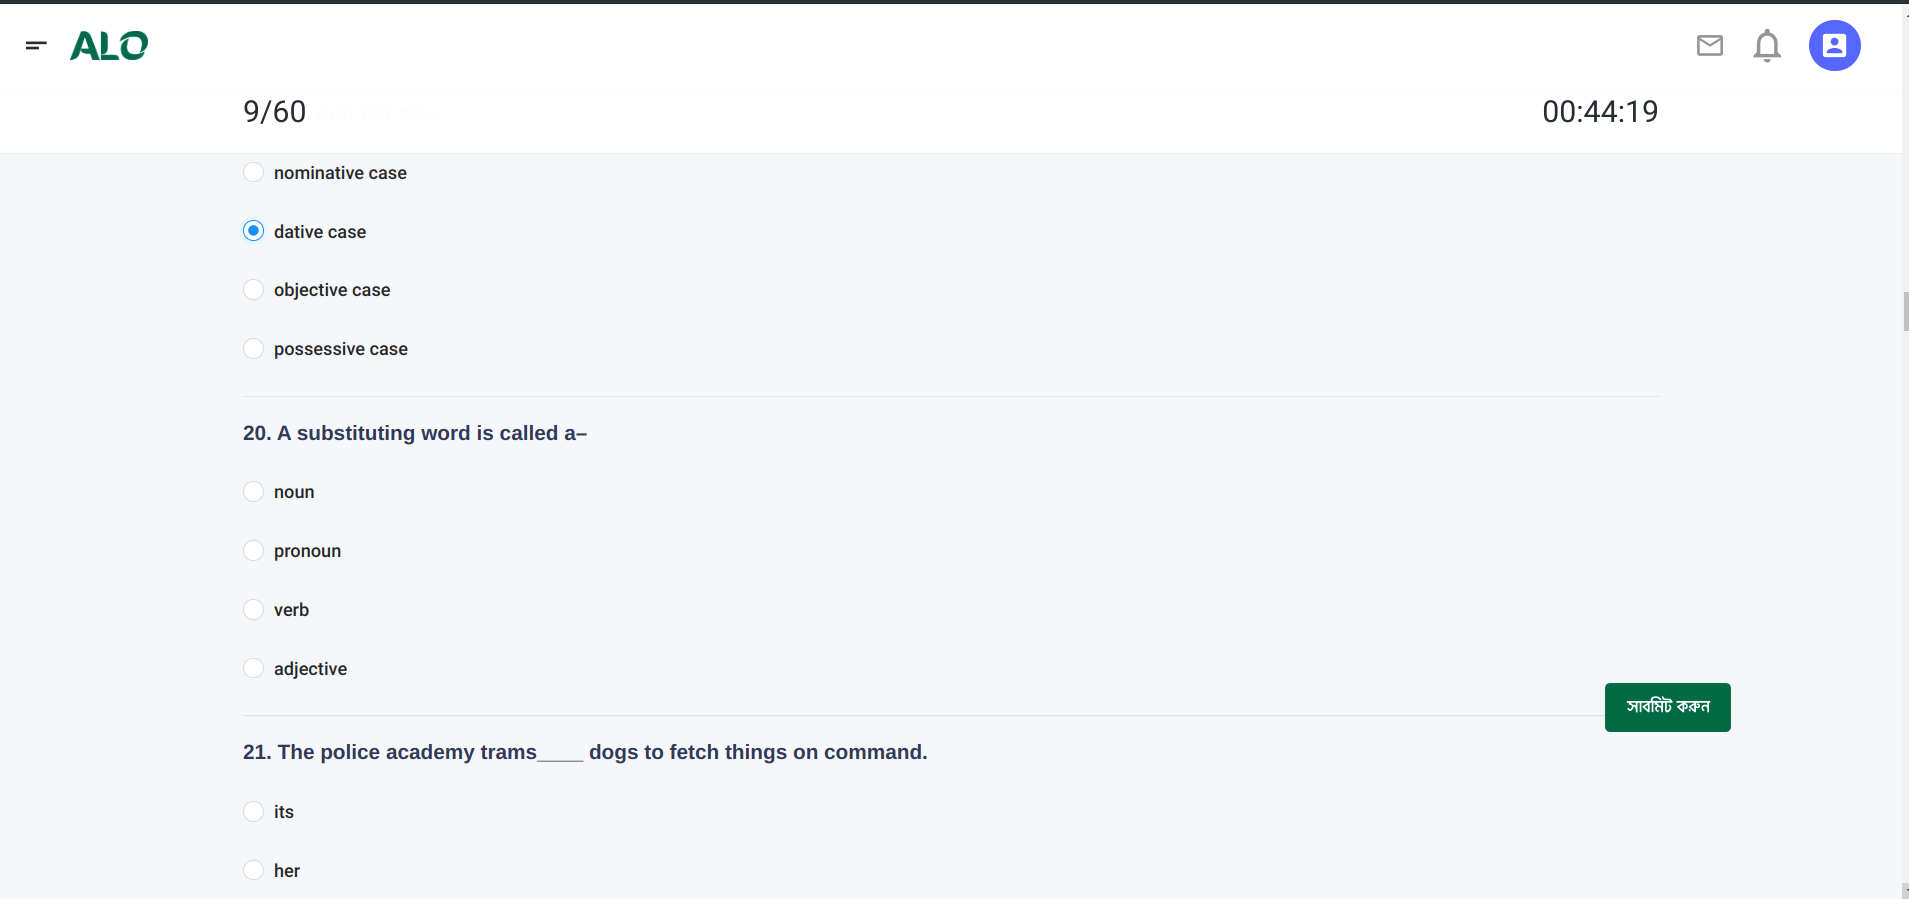 ALO
9/60
00:44:19
nominative case
dative case
objective case
possessive case
20. A substituting word is called a–
noun
pronoun
verb
adjective
সাবমিট করুন
21. The police academy trams____ dogs to fetch things on command.
its
her